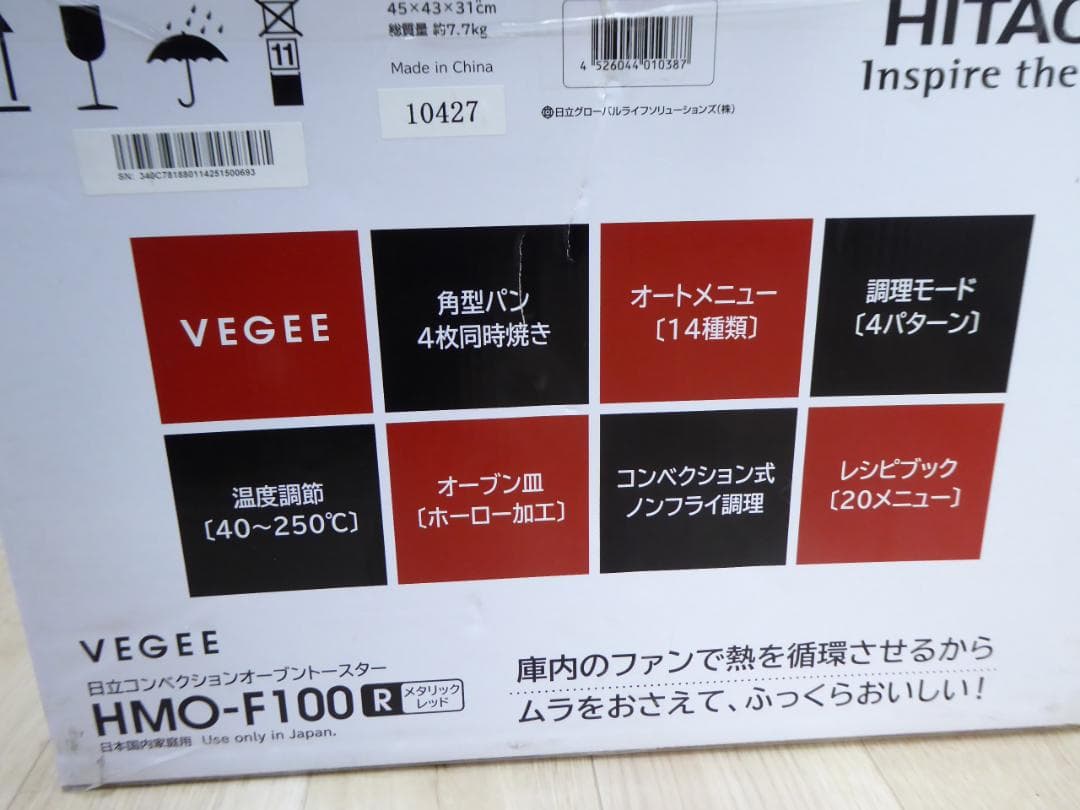 45×43×31cm
総質量 約7.7kg
Made in China
10427
11
4 526044 010387
日立グローバルライフソリューションズ(株)
HITAC
Inspire the
SN: 340C78188011425150​0693
VEGEE
角型パン
4枚同時焼き
オートメニュー
〔14種類〕
調理モード
〔4パターン〕
温度調節
〔40～250℃〕
オーブン皿
〔ホーロー加工〕
コンベクション式
ノンフライ調理
レシピブック
〔20メニュー〕
VEGEE
日立コンベクションオーブントースター
HMO-F100 R メタリック
レッド
日本国内家庭用 Use only in Japan.
庫内のファンで熱を循環させるから
ムラをおさえて、ふっくらおいしい!